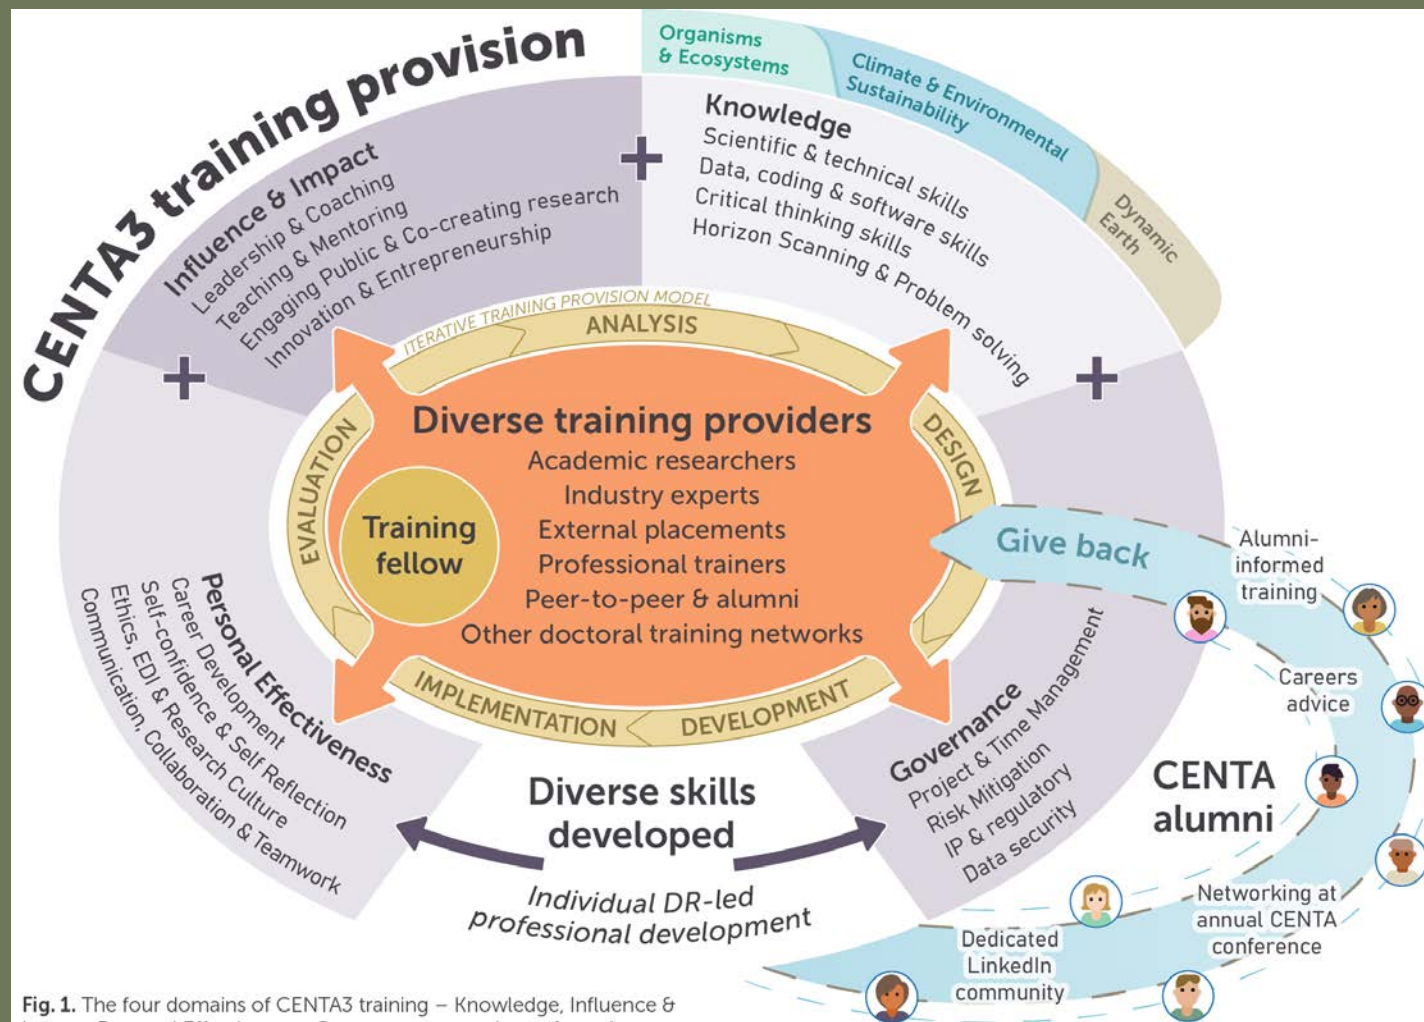 CENTA3 training provision
Organisms
& Ecosystems
Climate & Environmental
Sustainability
Dynamic
Earth
Influence & Impact
Leadership & Coaching
Teaching & Mentoring
Engaging Public & Co-creating research
Innovation & Entrepreneurship
+
Knowledge
Scientific & technical skills
Data, coding & software skills
Critical thinking skills
Horizon Scanning & Problem solving
+
+
ITERATIVE TRAINING PROVISION MODEL
ANALYSIS
DESIGN
DEVELOPMENT
IMPLEMENTATION
EVALUATION
Diverse training providers
Academic researchers
Industry experts
External placements
Professional trainers
Peer-to-peer & alumni
Other doctoral training networks
Training
fellow
Give back
Alumni-
informed
training
Careers
advice
CENTA
alumni
Networking at
annual CENTA
conference
Dedicated
LinkedIn
community
Personal Effectiveness
Career Development
Self-confidence & Self Reflection
Ethics, EDI & Research Culture
Communication, Collaboration & Teamwork
Governance
Project & Time Management
Risk Mitigation
IP & regulatory
Data security
Diverse skills
developed
Individual DR-led
professional development
Fig. 1. The four domains of CENTA3 training – Knowledge, Influence &